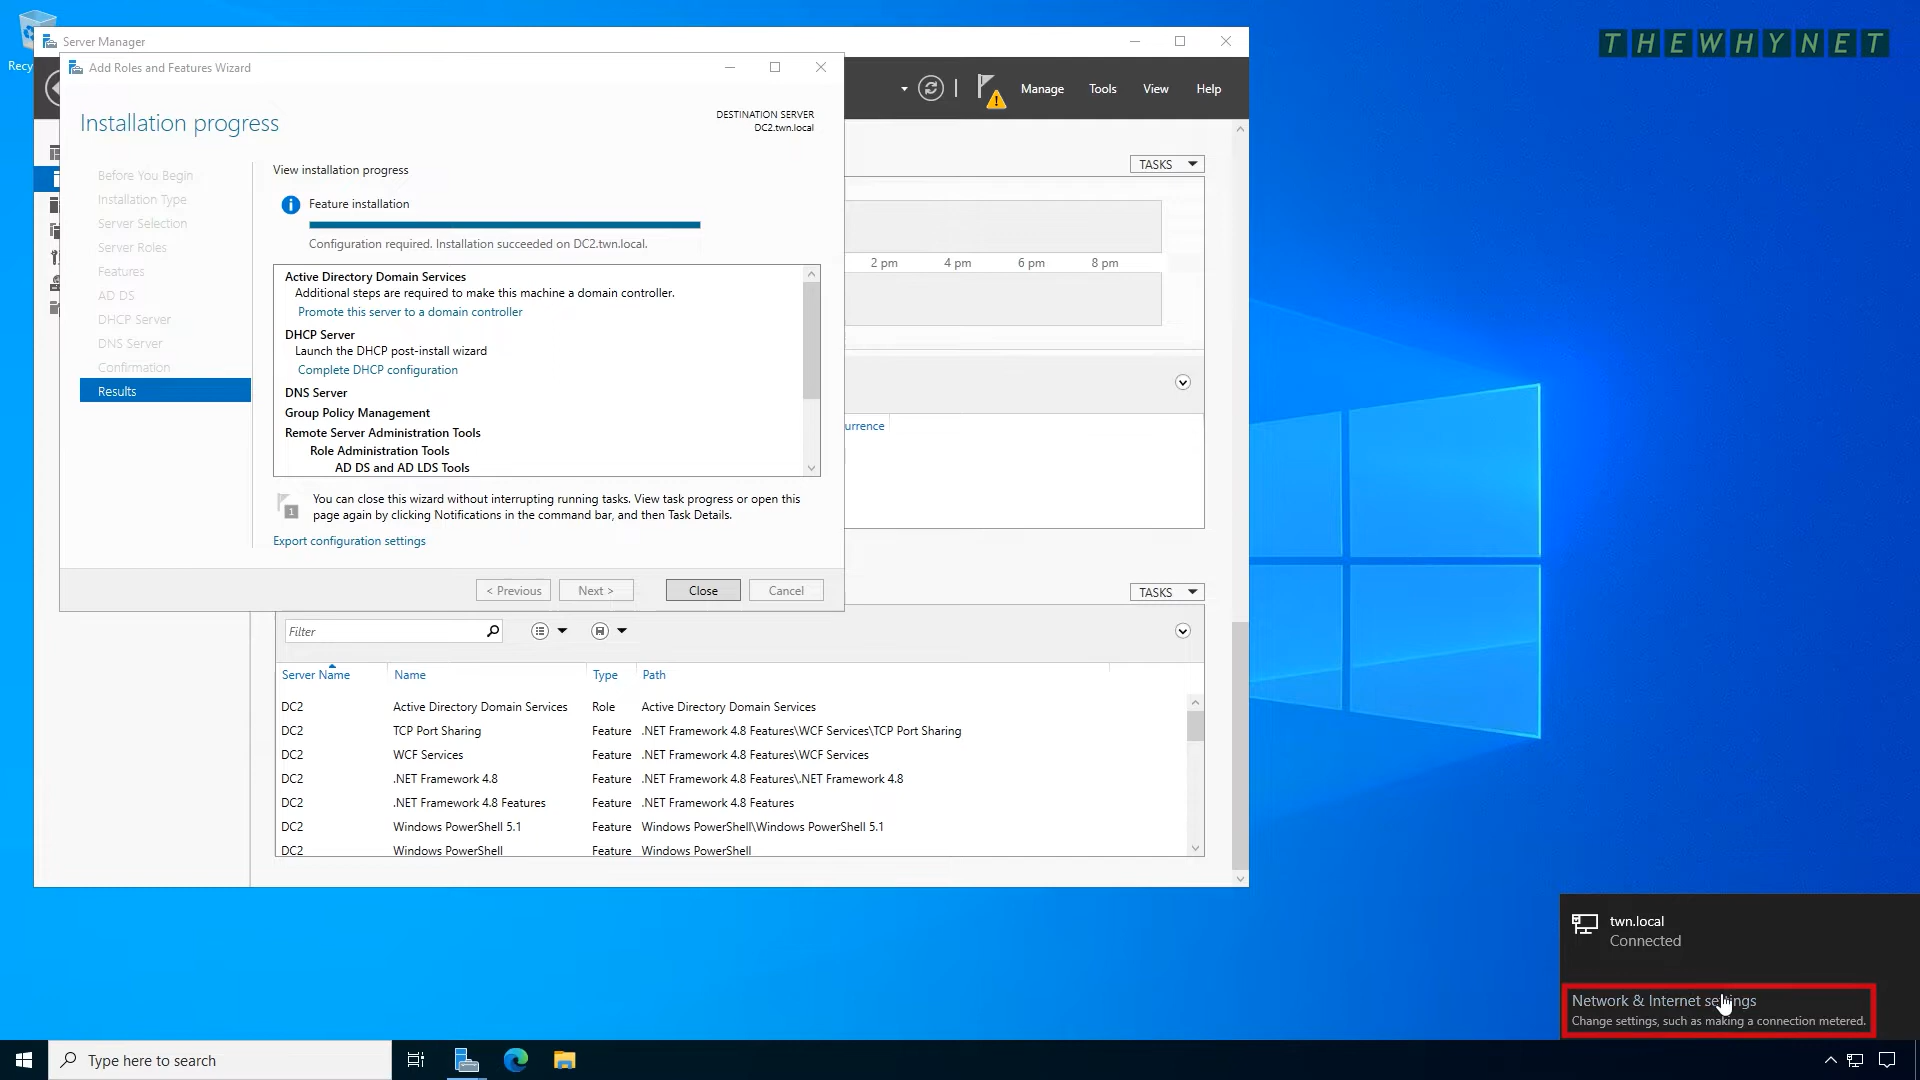 Recy
Server Manager
THEWHYNET
Add Roles and Features Wizard
Manage
Tools
View
Help
Installation progress
DESTINATION SERVER
DC2.twn.local
Before You Begin
Installation Type
Server Selection
Server Roles
Features
AD DS
DHCP Server
DNS Server
Confirmation
Results
View installation progress
Feature installation
Configuration required. Installation succeeded on DC2.twn.local.
Active Directory Domain Services
Additional steps are required to make this machine a domain controller.
Promote this server to a domain controller
DHCP Server
Launch the DHCP post-install wizard
Complete DHCP configuration
DNS Server
Group Policy Management
Remote Server Administration Tools
Role Administration Tools
AD DS and AD LDS Tools
1
You can close this wizard without interrupting running tasks. View task progress or open this
page again by clicking Notifications in the command bar, and then Task Details.
Export configuration settings
< Previous
Next >
Close
Cancel
TASKS
2 pm 4 pm 6 pm 8 pm
urrence
TASKS
Filter
Server Name Name Type Path
DC2 Active Directory Domain Services Role Active Directory Domain Services
DC2 TCP Port Sharing Feature .NET Framework 4.8 Features\WCF Services\TCP Port Sharing
DC2 WCF Services Feature .NET Framework 4.8 Features\WCF Services
DC2 .NET Framework 4.8 Feature .NET Framework 4.8 Features\.NET Framework 4.8
DC2 .NET Framework 4.8 Features Feature .NET Framework 4.8 Features
DC2 Windows PowerShell 5.1 Feature Windows PowerShell\Windows PowerShell 5.1
DC2 Windows PowerShell Feature Windows PowerShell
twn.local
Connected
Network & Internet settings
Change settings, such as making a connection metered.
Type here to search